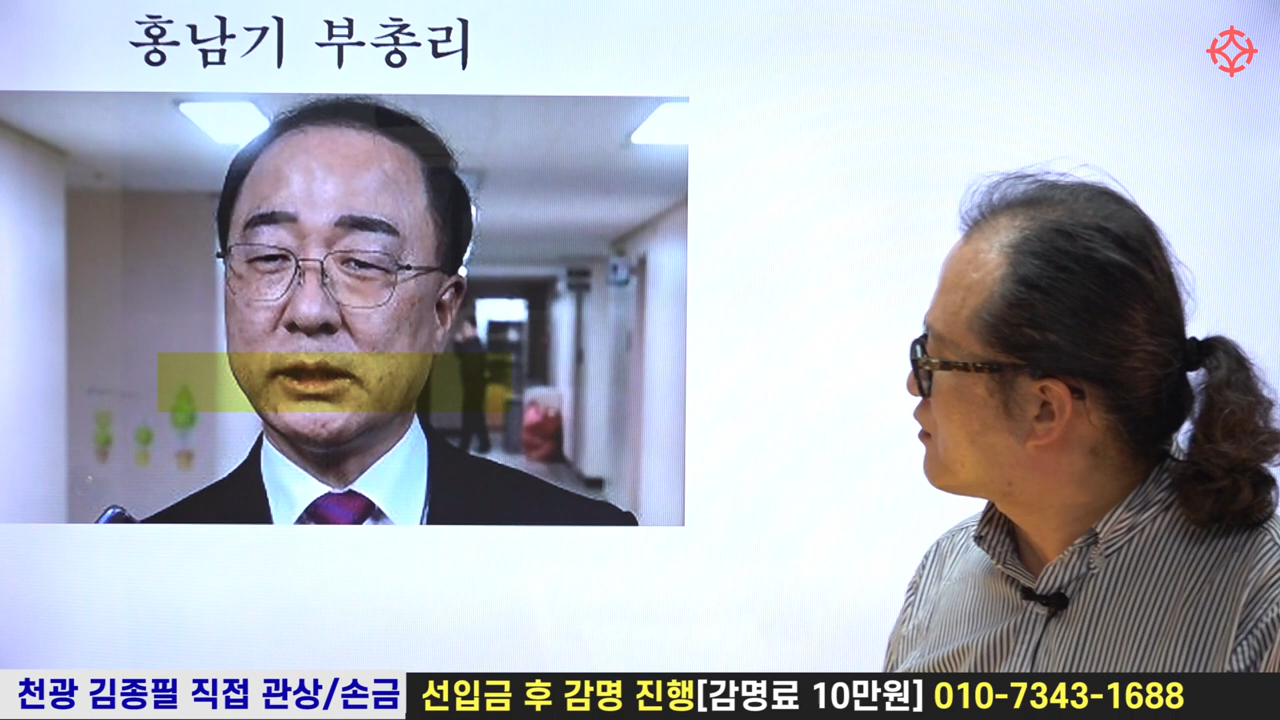 홍남기 부총리
천광 김종필 직접 관상/손금 선입금 후 감명 진행[감명료 10만원] 010-7343-1688